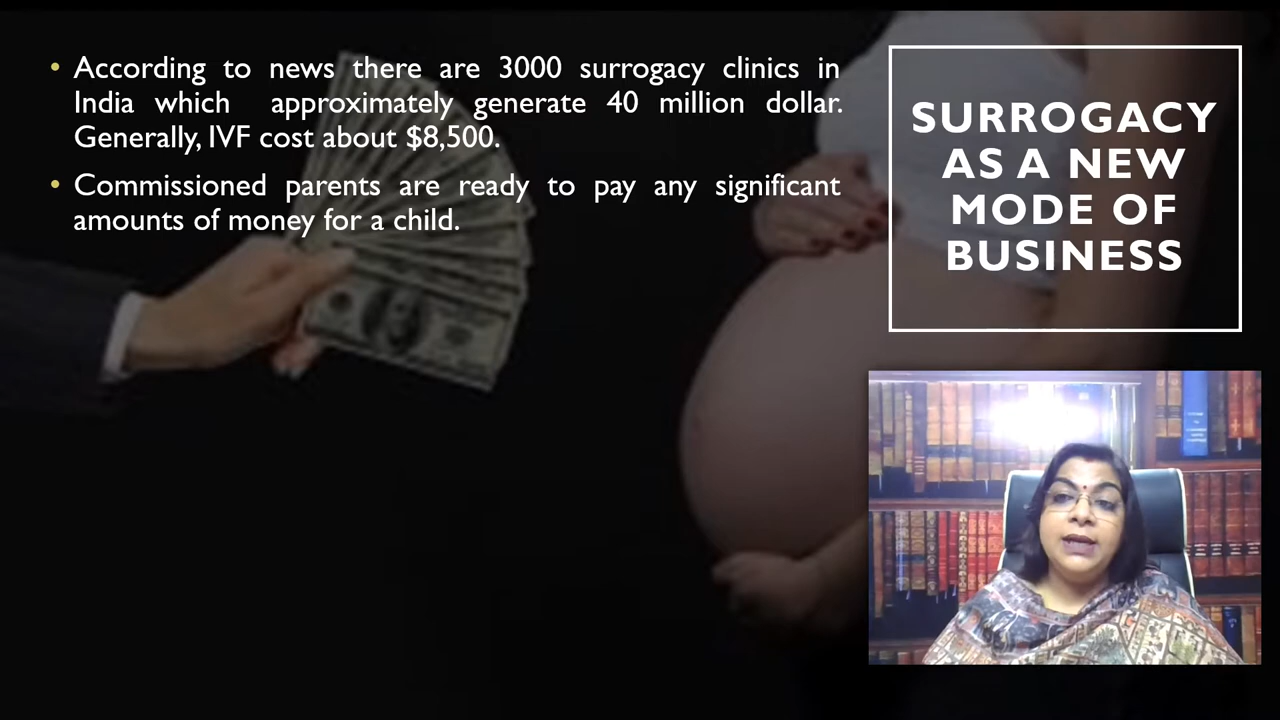 • According to news there are 3000 surrogacy clinics in
India which approximately generate 40 million dollar.
Generally, IVF cost about $8,500.
• Commissioned parents are ready to pay any significant
amounts of money for a child.
SURROGACY
AS A NEW
MODE OF
BUSINESS